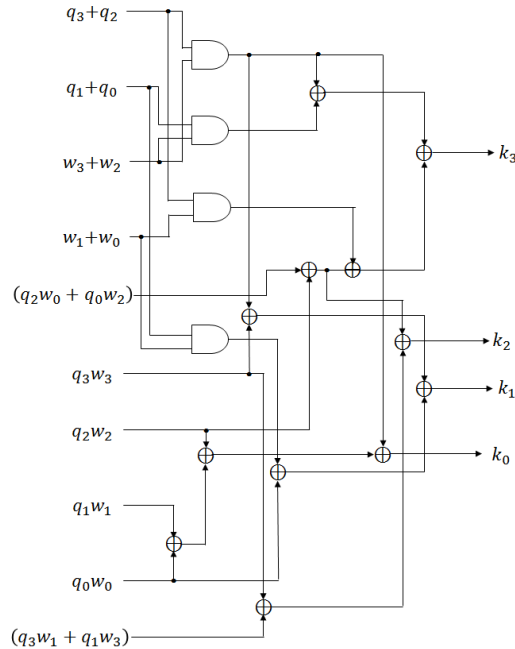 q₃+q₂
q₁+q₀
k₃
w₃+w₂
w₁+w₀
(q₂w₀ + q₀w₂)
k₂
q₃w₃
k₁
q₂w₂
k₀
q₁w₁
q₀w₀
(q₃w₁ + q₁w₃)